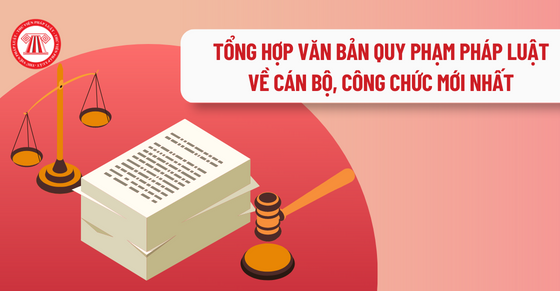 TỔNG HỢP VĂN BẢN QUY PHẠM PHÁP LUẬT
VỀ CÁN BỘ, CÔNG CHỨC MỚI NHẤT